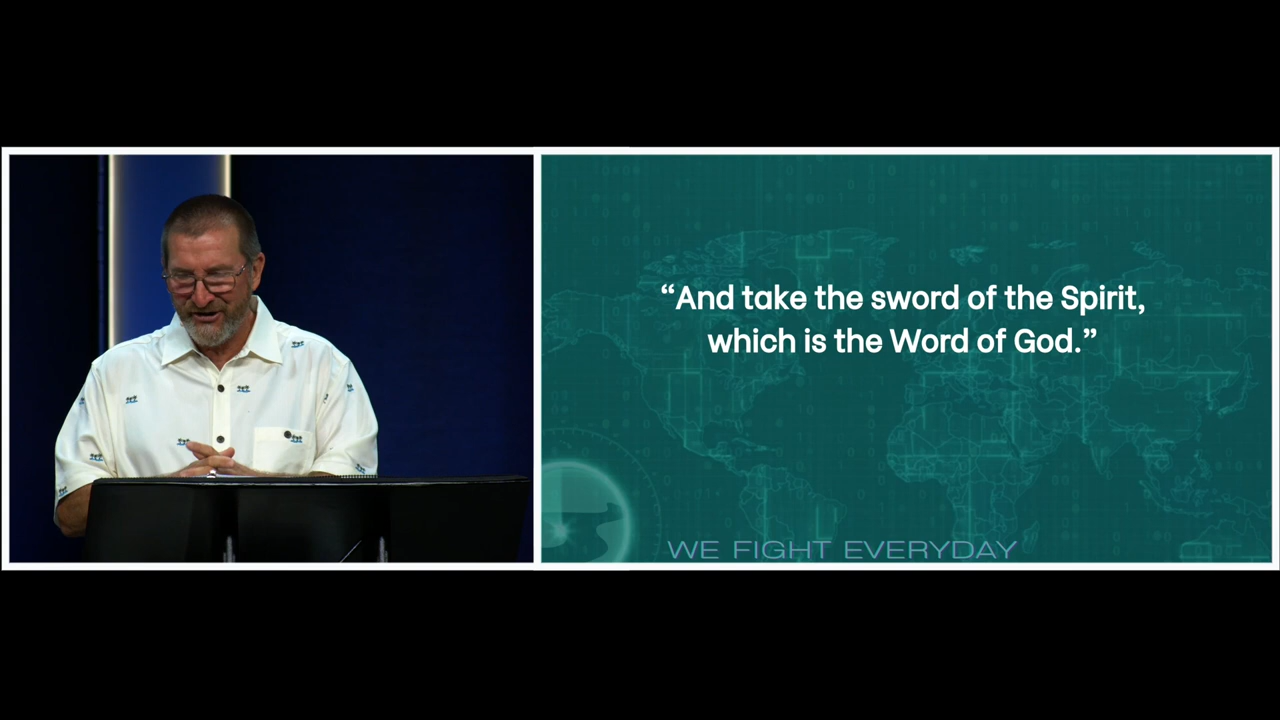 “And take the sword of the Spirit,
which is the Word of God.”
WE FIGHT EVERYDAY